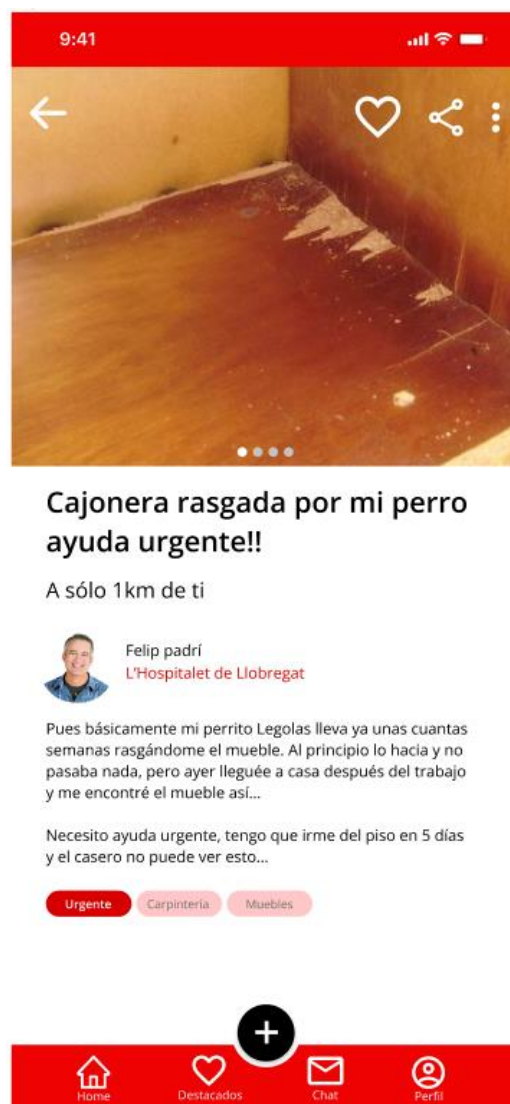 9:41
Cajonera rasgada por mi perro
ayuda urgente!!
A sólo 1km de ti
Felip padrí
L'Hospitalet de Llobregat
Pues básicamente mi perrito Legolas lleva ya unas cuantas
semanas rasgándome el mueble. Al principio lo hacia y no
pasaba nada, pero ayer lleguée a casa después del trabajo
y me encontré el mueble así...
Necesito ayuda urgente, tengo que irme del piso en 5 días
y el casero no puede ver esto...
Urgente Carpintería Muebles
Home Destacados Chat Perfil